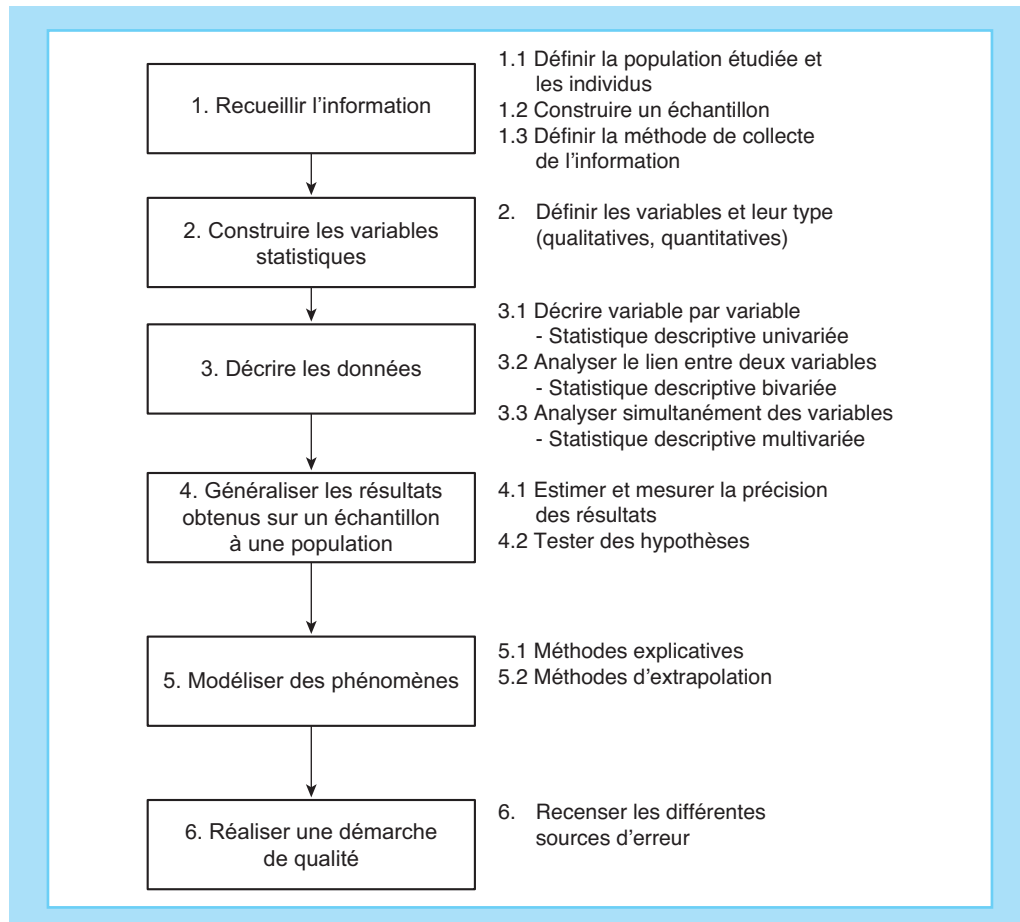 1. Recueillir l’information
1.1 Définir la population étudiée et
les individus
1.2 Construire un échantillon
1.3 Définir la méthode de collecte
de l’information
2. Construire les variables
statistiques
2. Définir les variables et leur type
(qualitatives, quantitatives)
3. Décrire les données
3.1 Décrire variable par variable
- Statistique descriptive univariée
3.2 Analyser le lien entre deux variables
- Statistique descriptive bivariée
3.3 Analyser simultanément des variables
- Statistique descriptive multivariée
4. Généraliser les résultats
obtenus sur un échantillon
à une population
4.1 Estimer et mesurer la précision
des résultats
4.2 Tester des hypothèses
5. Modéliser des phénomènes
5.1 Méthodes explicatives
5.2 Méthodes d’extrapolation
6. Réaliser une démarche
de qualité
6. Recenser les différentes
sources d’erreur